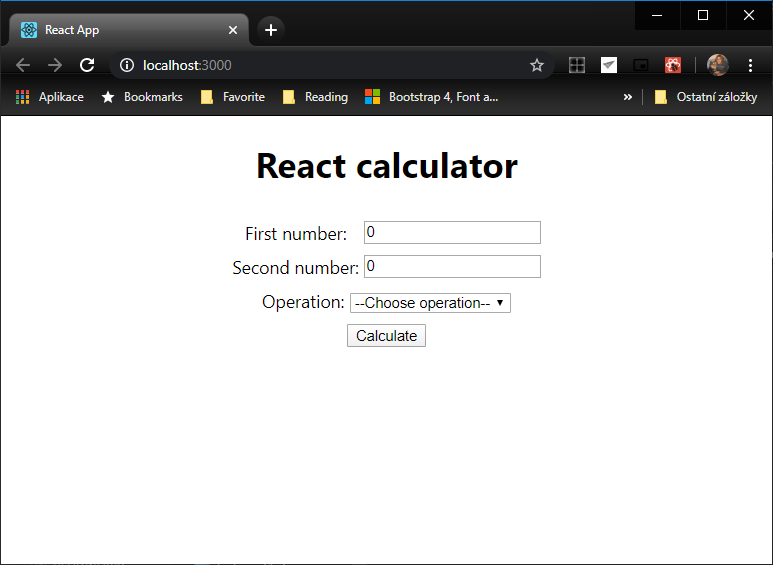 React App
localhost:3000
Aplikace Bookmarks Favorite Reading Bootstrap 4, Font a... » Ostatní záložky
React calculator
First number: 0
Second number: 0
Operation: --Choose operation--
Calculate